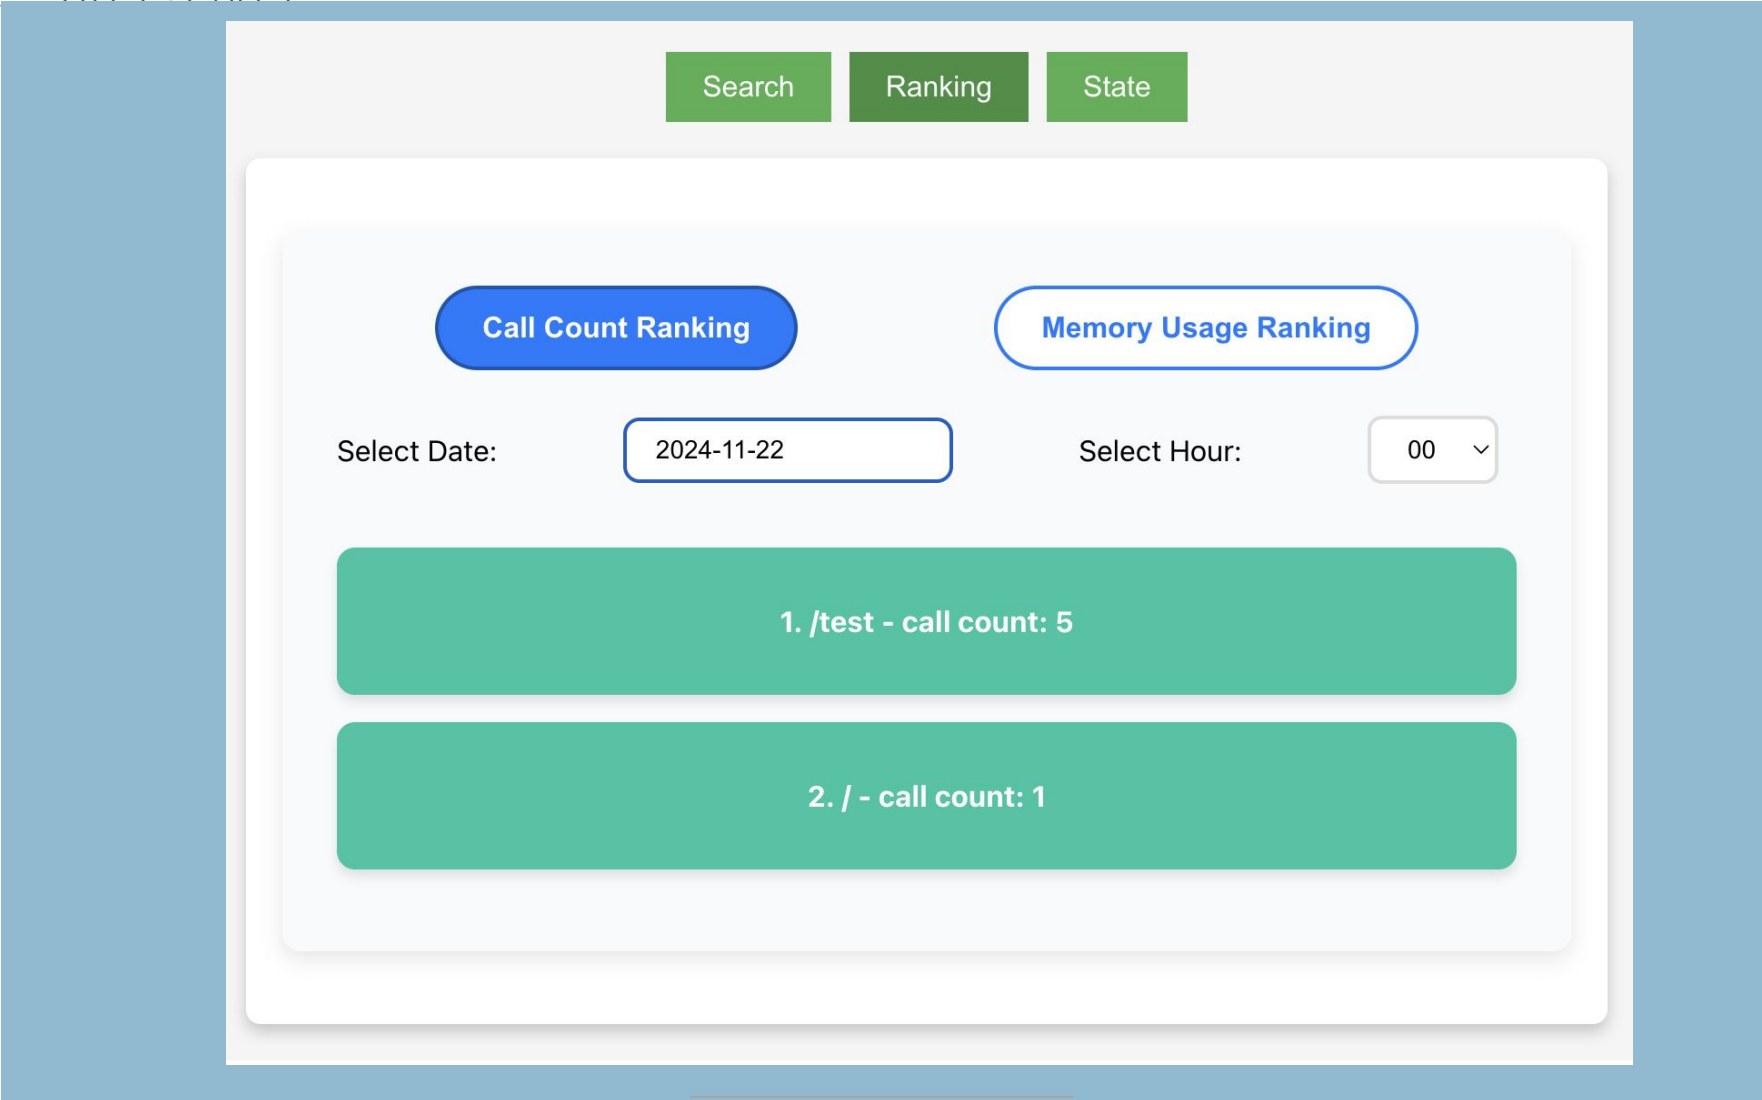 Search Ranking State
Call Count Ranking Memory Usage Ranking
Select Date: 2024-11-22 Select Hour: 00
1. /test - call count: 5
2. / - call count: 1